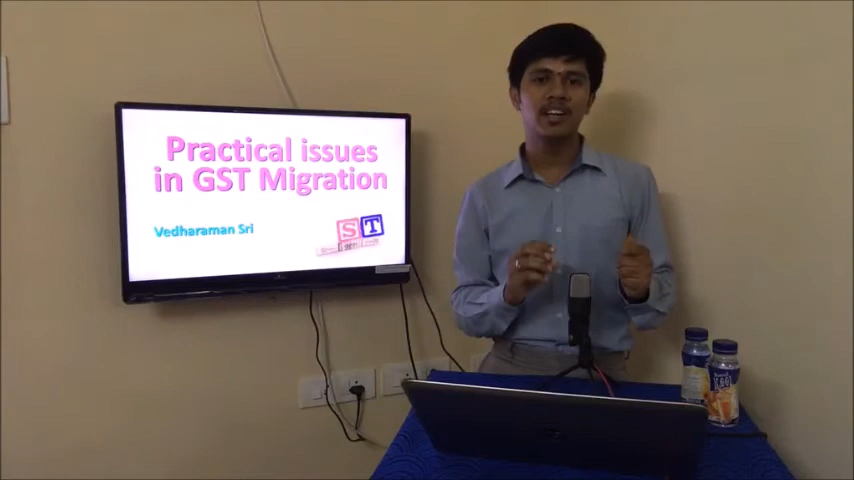 Practical issues
in GST Migration
Vedharaman Sri
ST